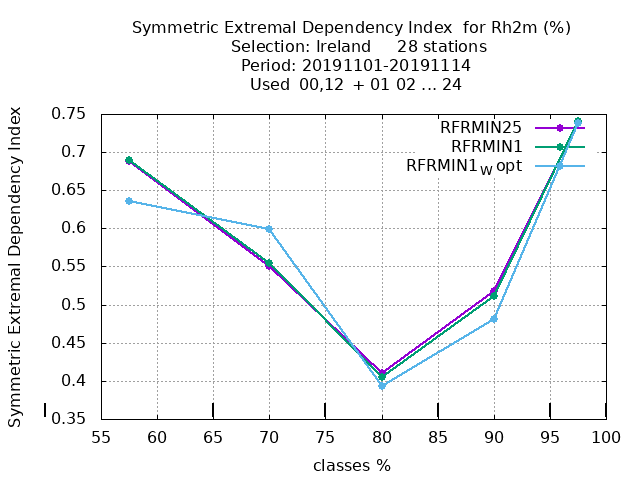 Symmetric Extremal Dependency Index for Rh2m (%)
Selection: Ireland 28 stations
Period: 20191101-20191114
Used 00,12 + 01 02 ... 24
Symmetric Extremal Dependency Index
0.75
0.7
0.65
0.6
0.55
0.5
0.45
0.4
0.35
RFRMIN25
RFRMIN1
RFRMIN1W opt
55 60 65 70 75 80 85 90 95 100
classes %